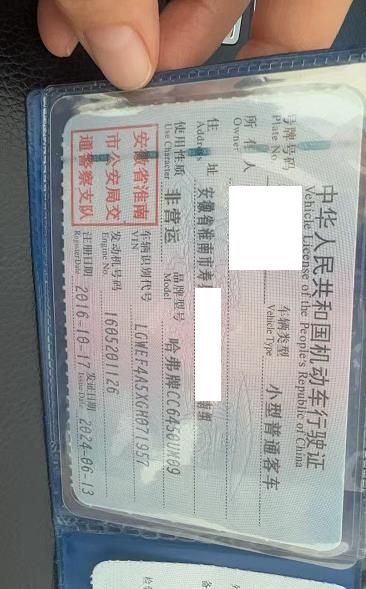 中华人民共和国机动车行驶证
Vehicle License of the People's Republic of China
号牌号码
Plate No.
车辆类型 小型普通客车
Vehicle Type
所有人
Owner
住址 安徽省淮南市寿
Address
使用性质 非营运
Use Character
品牌型号 哈弗牌CC6450UM09
Model
安徽省淮南
市公安局交
通警察支队
车辆识别代号 LGWEF4A5XGH071957
VIN
发动机号码 1605201126
Engine No.
注册日期 2016-10-17
Register Date
发证日期 2024-06-13
Issue Date